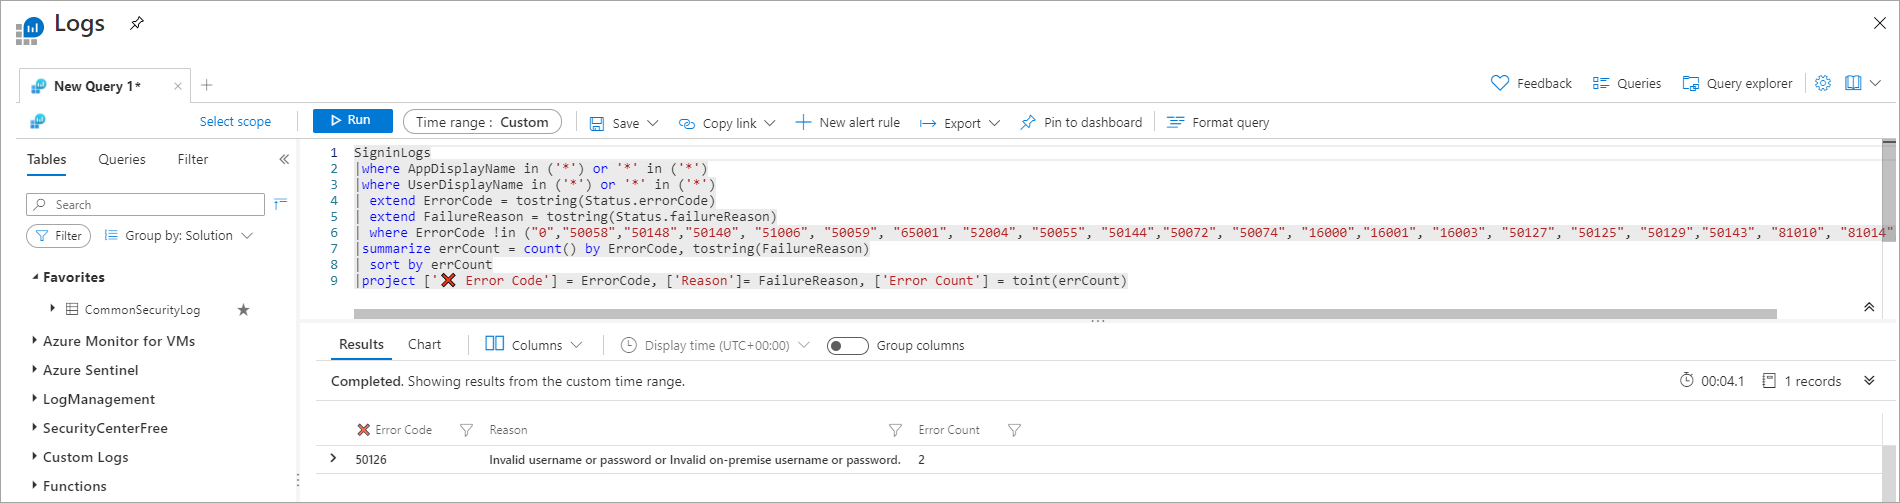 Logs
New Query 1*
Feedback Queries Query explorer
Select scope Run Time range : Custom Save Copy link New alert rule Export Pin to dashboard Format query
Tables Queries Filter
Search
Filter Group by: Solution
Favorites
CommonSecurityLog
Azure Monitor for VMs
Azure Sentinel
LogManagement
SecurityCenterFree
Custom Logs
Functions
1 SigninLogs
2 |where AppDisplayName in ('*') or '*' in ('*')
3 |where UserDisplayName in ('*') or '*' in ('*')
4 | extend ErrorCode = tostring(Status.errorCode)
5 | extend FailureReason = tostring(Status.failureReason)
6 | where ErrorCode !in ("0","50058","50148","50140", "51006", "50059", "65001", "52004", "50055", "50144","50072", "50074", "16000","16001", "16003", "50127", "50125", "50129","50143", "81010", "81014"
7 |summarize errCount = count() by ErrorCode, tostring(FailureReason)
8 | sort by errCount
9 |project ['❌ Error Code'] = ErrorCode, ['Reason']= FailureReason, ['Error Count'] = toint(errCount)
Results Chart Columns Display time (UTC+00:00) Group columns
Completed. Showing results from the custom time range. 00:04.1 1 records
❌ Error Code Reason Error Count
50126 Invalid username or password or Invalid on-premise username or password. 2